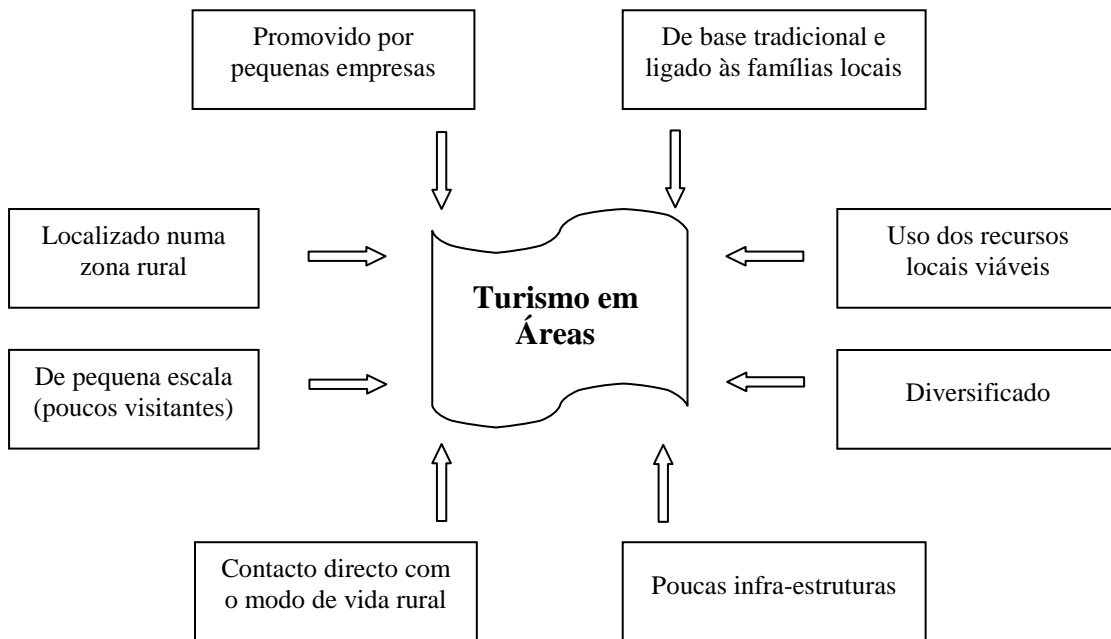 Promovido por
pequenas empresas
De base tradicional e
ligado às famílias locais
Localizado numa
zona rural
Uso dos recursos
locais viáveis
Turismo em
Áreas
De pequena escala
(poucos visitantes)
Diversificado
Contacto directo com
o modo de vida rural
Poucas infra-estruturas